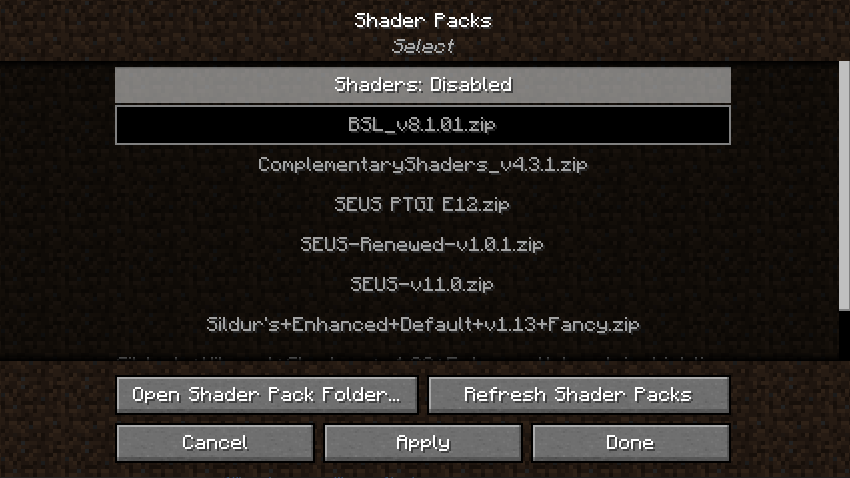 Shader Packs
Select
Shaders: Disabled
BSL_v8.1.01.zip
ComplementaryShaders_v4.3.1.zip
SEUS PTGI E12.zip
SEUS-Renewed-v1.0.1.zip
SEUS-v11.0.zip
Sildur's+Enhanced+Default+v1.13+Fancy.zip
Open Shader Pack Folder...
Refresh Shader Packs
Cancel
Apply
Done